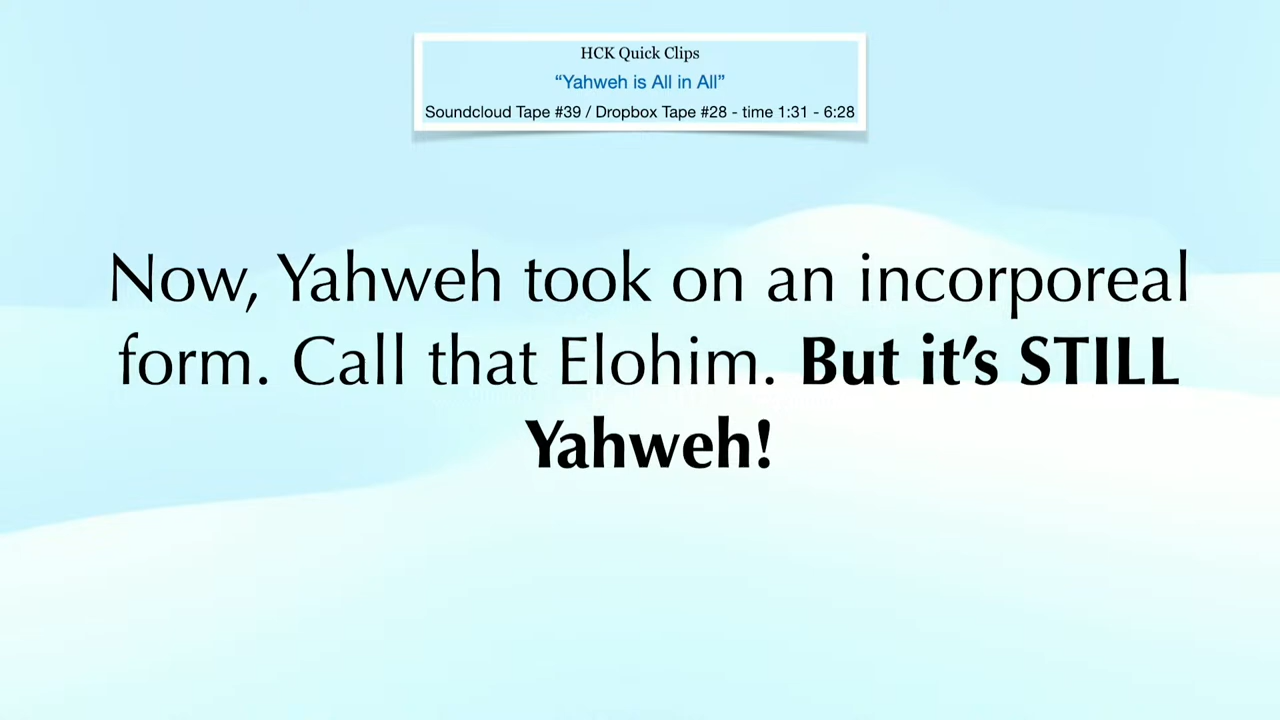 HCK Quick Clips
“Yahweh is All in All”
Soundcloud Tape #39 / Dropbox Tape #28 - time 1:31 - 6:28
Now, Yahweh took on an incorporeal
form. Call that Elohim. But it’s STILL
Yahweh!